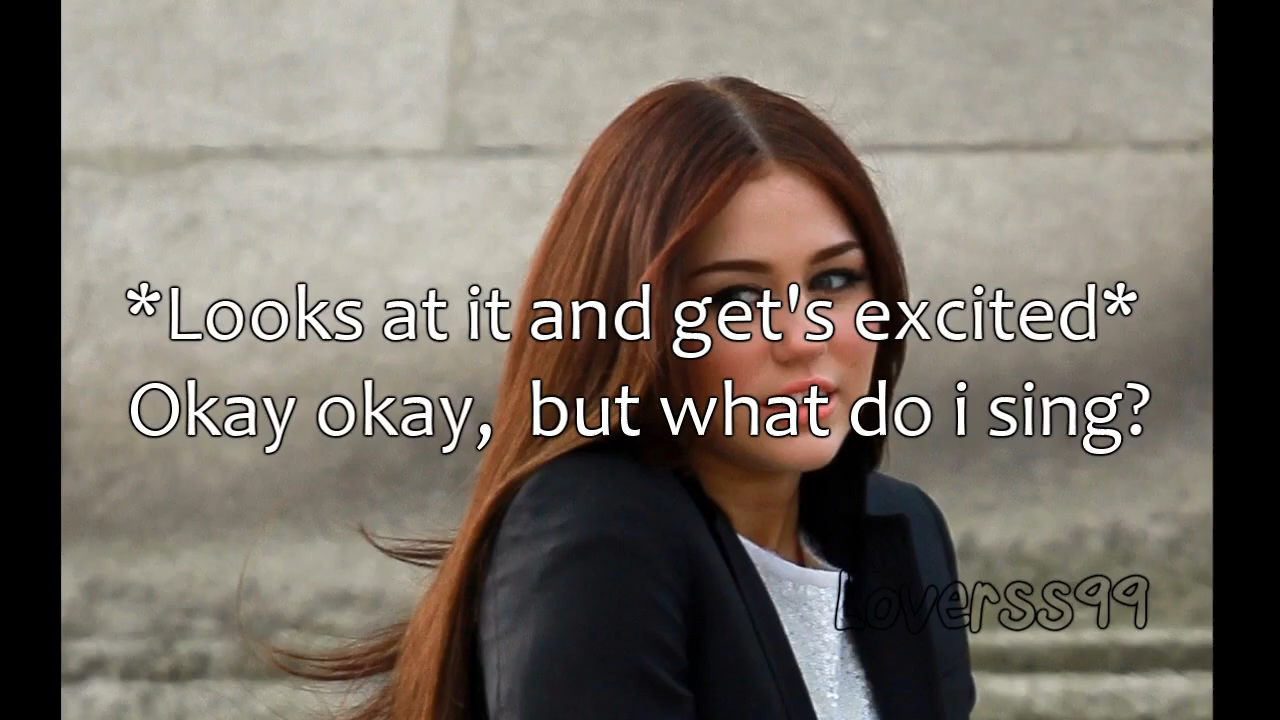 *Looks at it and get's excited*
Okay okay, but what do i sing?
Loverss99